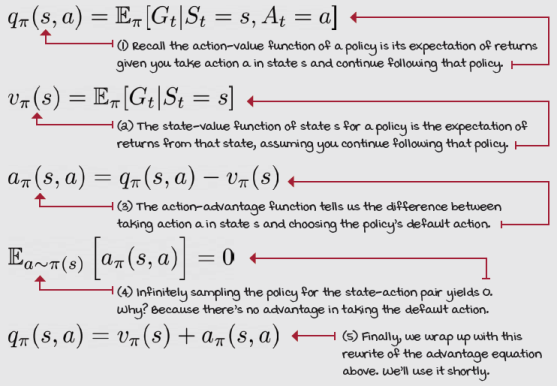 qπ(s, a) = 𝔼π[Gt|St = s, At = a]
(1) Recall the action-value function of a policy is its expectation of returns
given you take action a in state s and continue following that policy.
vπ(s) = 𝔼π[Gt|St = s]
(2) The state-value function of state s for a policy is the expectation of
returns from that state, assuming you continue following that policy.
aπ(s, a) = qπ(s, a) − vπ(s)
(3) The action-advantage function tells us the difference between
taking action a in state s and choosing the policy's default action.
𝔼a∼π(s) [aπ(s, a)] = 0
(4) Infinitely sampling the policy for the state-action pair yields 0.
Why? Because there's no advantage in taking the default action.
qπ(s, a) = vπ(s) + aπ(s, a)
(5) Finally, we wrap up with this
rewrite of the advantage equation
above. We'll use it shortly.